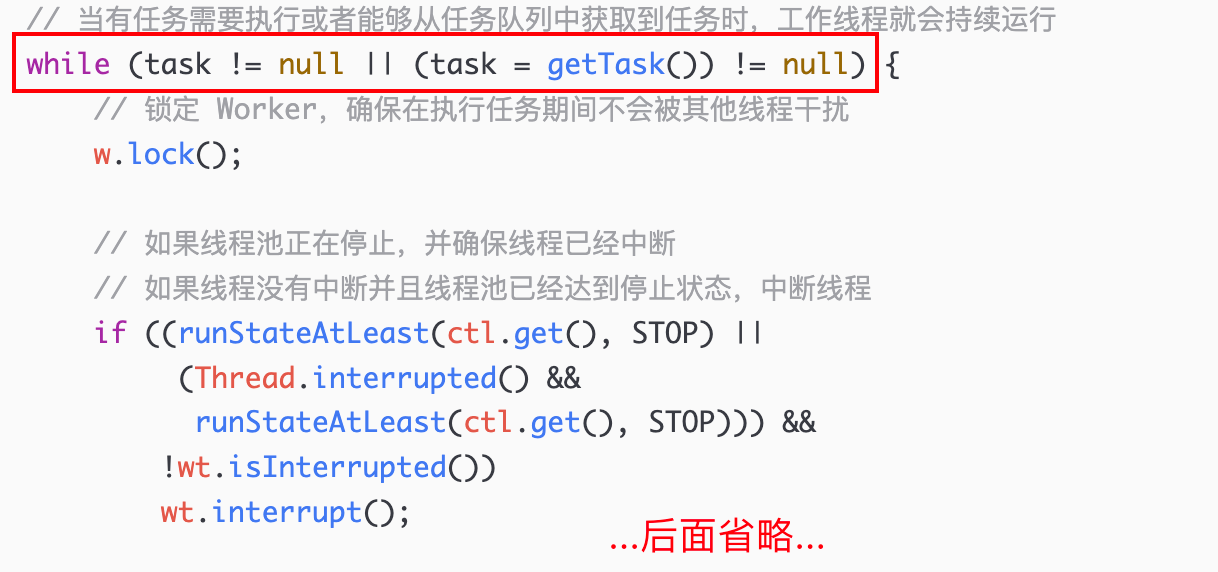 // 当有任务需要执行或者能够从任务队列中获取到任务时，工作线程就会持续运行
while (task != null || (task = getTask()) != null) {
    // 锁定 Worker，确保在执行任务期间不会被其他线程干扰
    w.lock();

    // 如果线程池正在停止，并确保线程已经中断
    // 如果线程没有中断并且线程池已经达到停止状态，中断线程
    if ((runStateAtLeast(ctl.get(), STOP) ||
         (Thread.interrupted() &&
          runStateAtLeast(ctl.get(), STOP))) &&
        !wt.isInterrupted())
        wt.interrupt();
...后面省略...